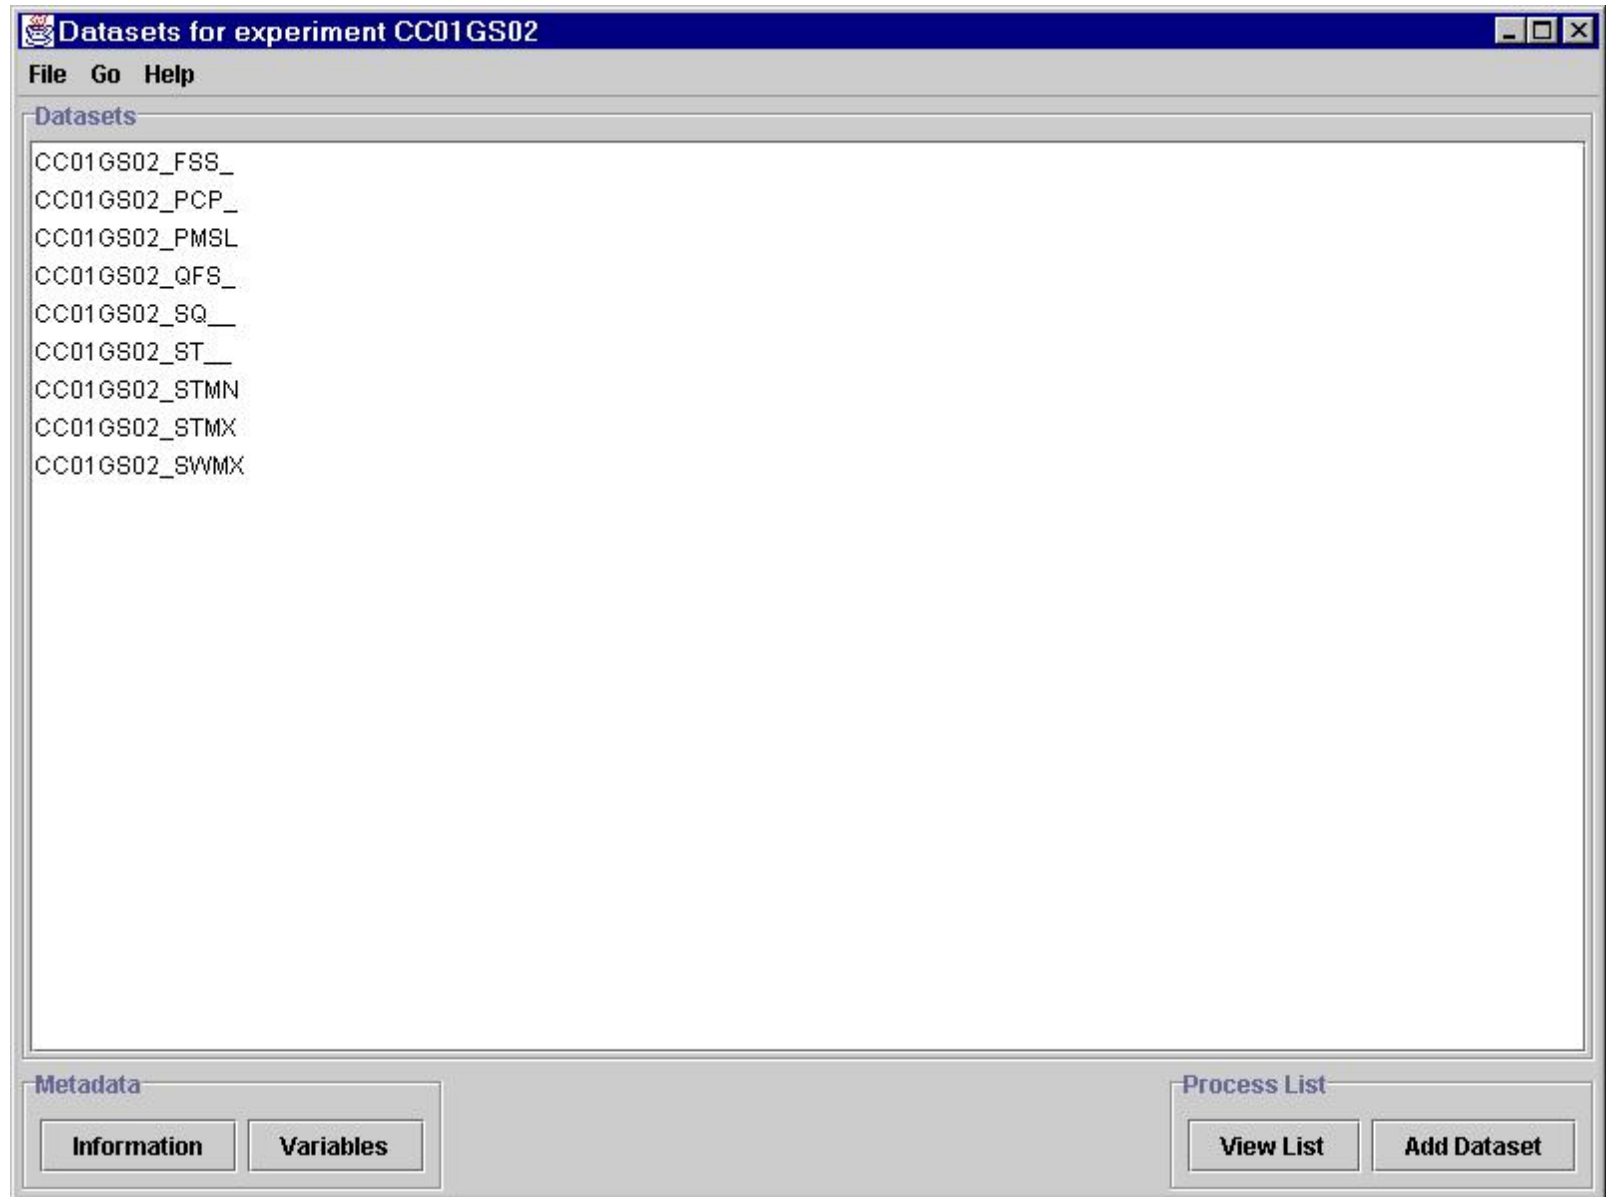 Datasets for experiment CC01GS02
File Go Help
Datasets
CC01GS02_FSS_
CC01GS02_PCP_
CC01GS02_PMSL
CC01GS02_QFS_
CC01GS02_SQ__
CC01GS02_ST__
CC01GS02_STMN
CC01GS02_STMX
CC01GS02_SWMX
Metadata Process List
Information Variables View List Add Dataset